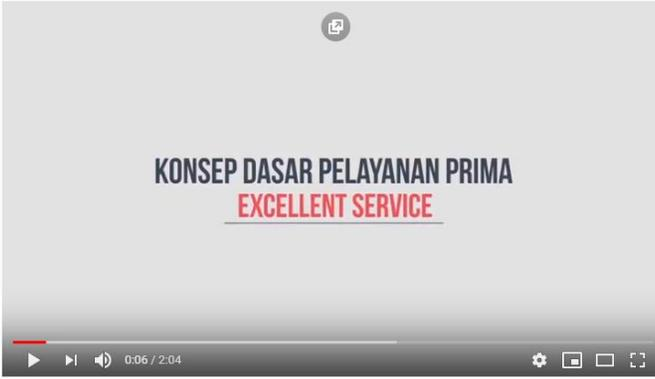 KONSEP DASAR PELAYANAN PRIMA
EXCELLENT SERVICE
0:06 / 2:04